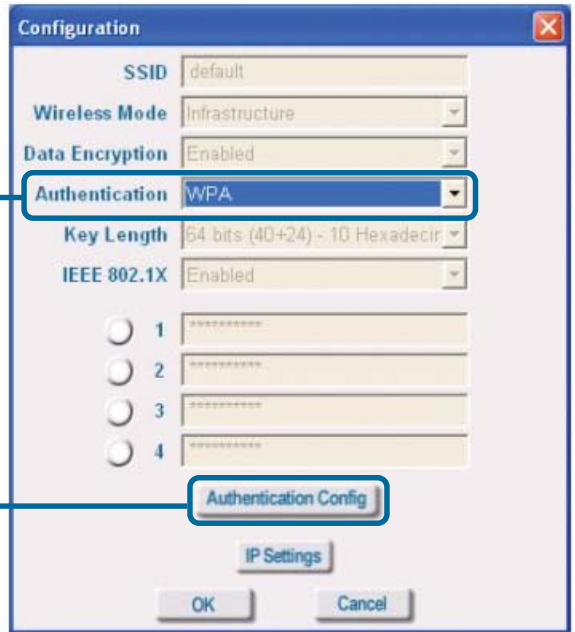 Configuration
SSID default
Wireless Mode Infrastructure
Data Encryption Enabled
Authentication WPA
Key Length 64 bits (40+24) - 10 Hexadecir
IEEE 802.1X Enabled
1 **********
2 **********
3 **********
4 **********
Authentication Config
IP Settings
OK Cancel